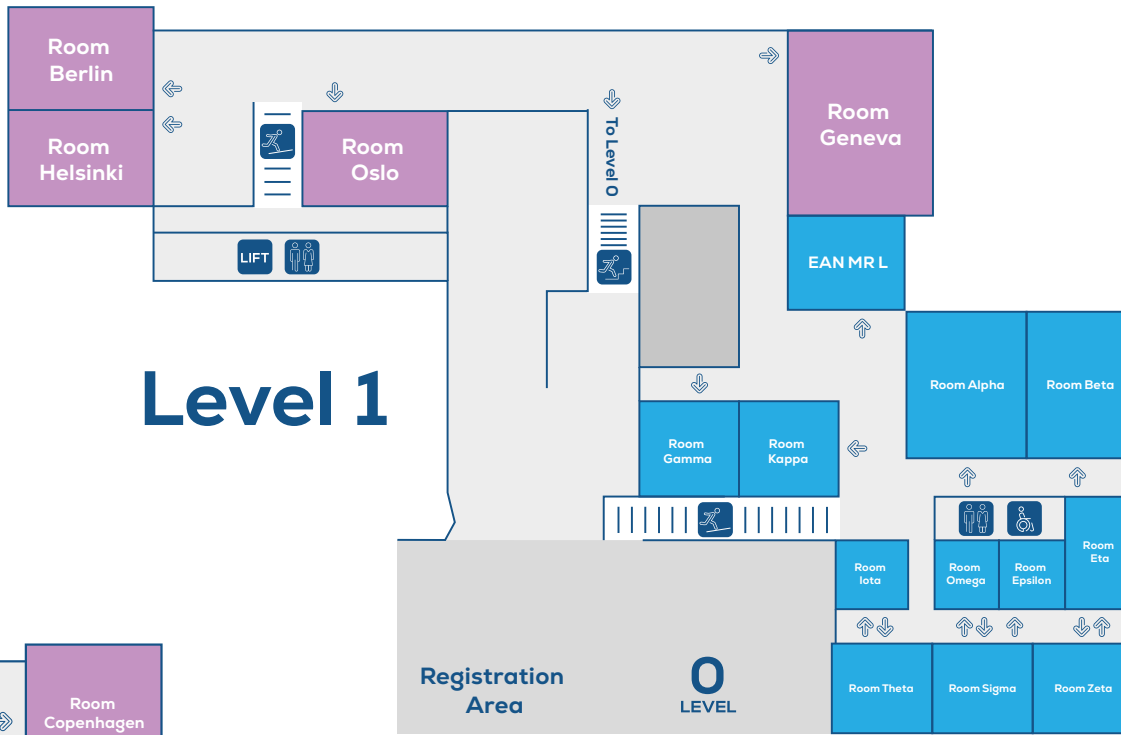 Room
Berlin
Room
Helsinki
Room
Oslo
To Level 0
Room
Geneva
EAN MR L
LIFT
Level 1
Room Alpha
Room Beta
Room
Gamma
Room
Kappa
Room
Iota
Room
Omega
Room
Epsilon
Room
Eta
Registration
Area
0
LEVEL
Room Theta
Room Sigma
Room Zeta
Room
Copenhagen